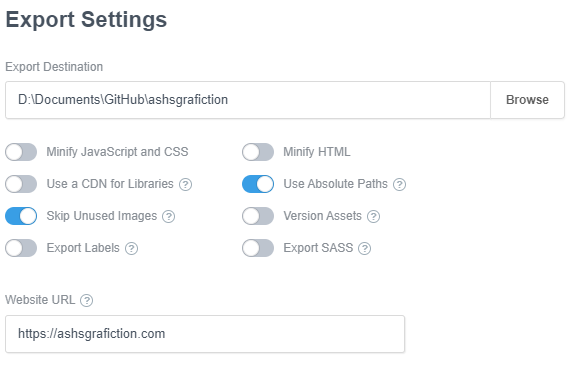 Export Settings
Export Destination
D:\Documents\GitHub\ashsgrafiction
Browse
Minify JavaScript and CSS
Minify HTML
Use a CDN for Libraries ?
Use Absolute Paths ?
Skip Unused Images ?
Version Assets ?
Export Labels ?
Export SASS ?
Website URL ?
https://ashsgrafiction.com